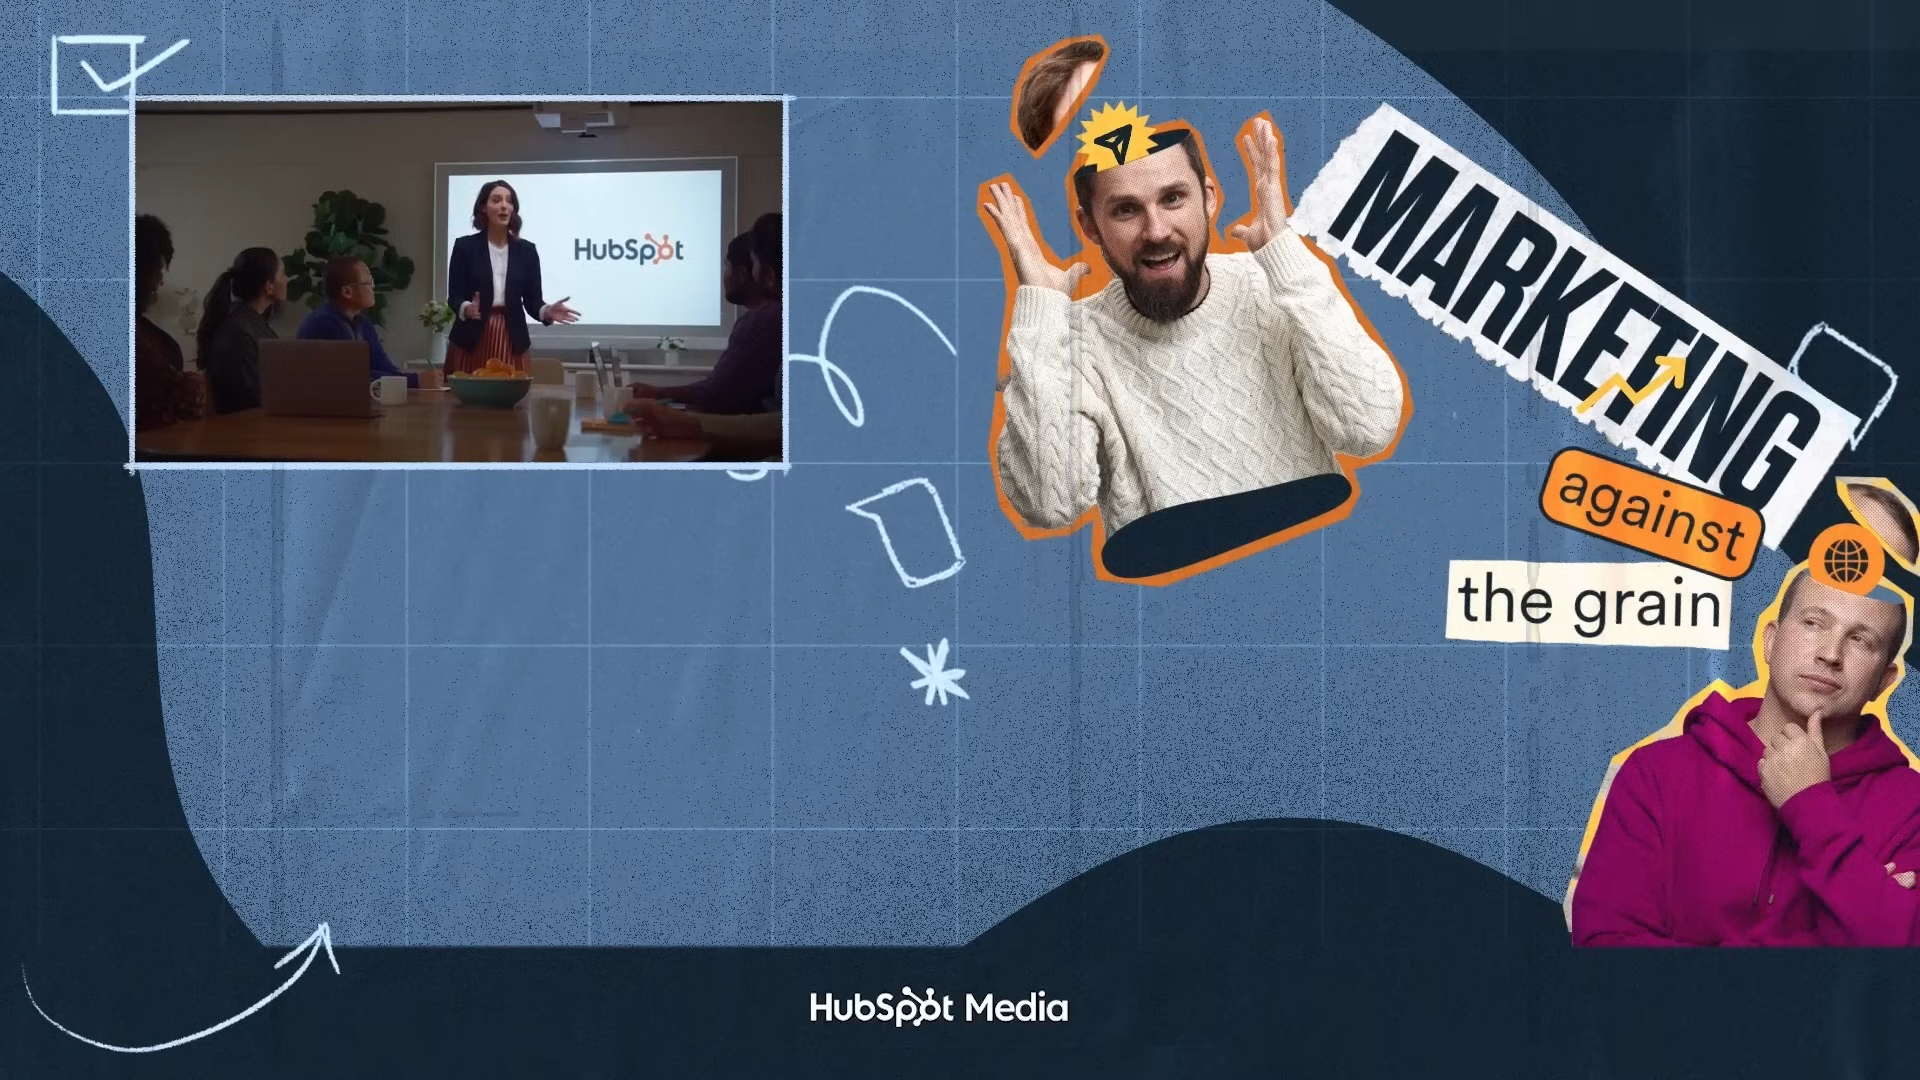 HubSpot
MARKETING
against
the grain
HubSpot Media